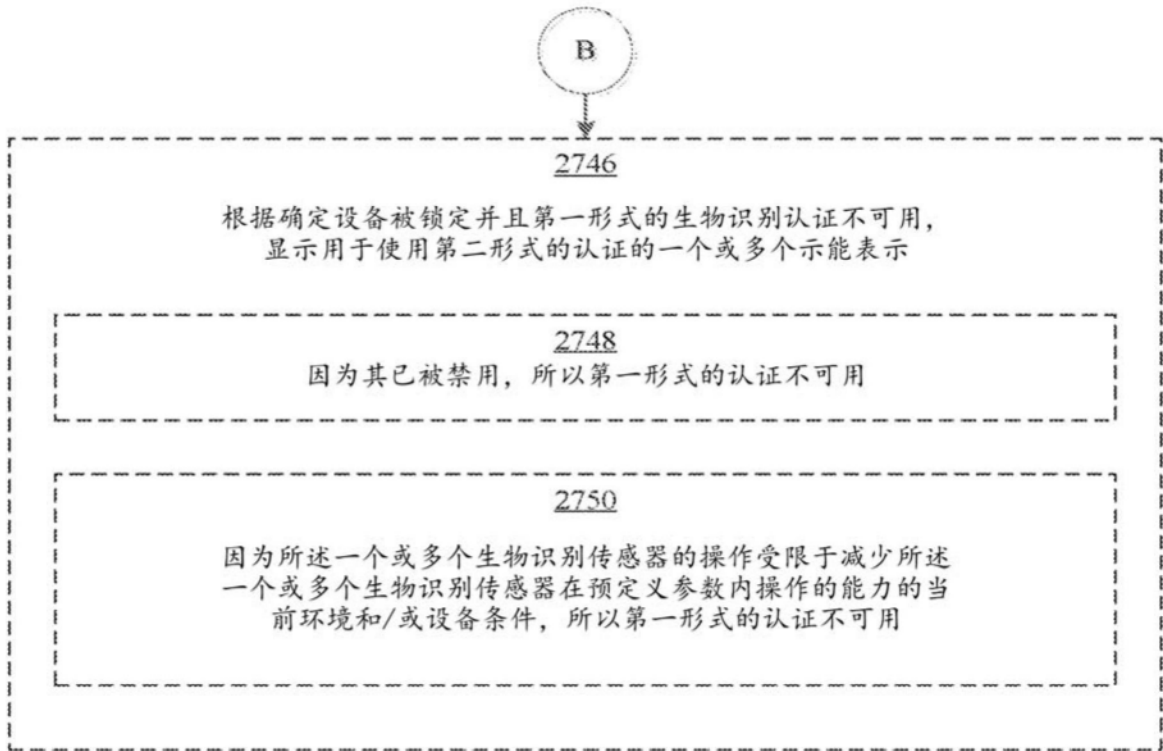 B
2746
根据确定设备被锁定并且第一形式的生物识别认证不可用，
显示用于使用第二形式的认证的一个或多个示能表示
2748
因为其已被禁用，所以第一形式的认证不可用
2750
因为所述一个或多个生物识别传感器的操作受限于减少所述
一个或多个生物识别传感器在预定义参数内操作的能力的当
前环境和/或设备条件，所以第一形式的认证不可用